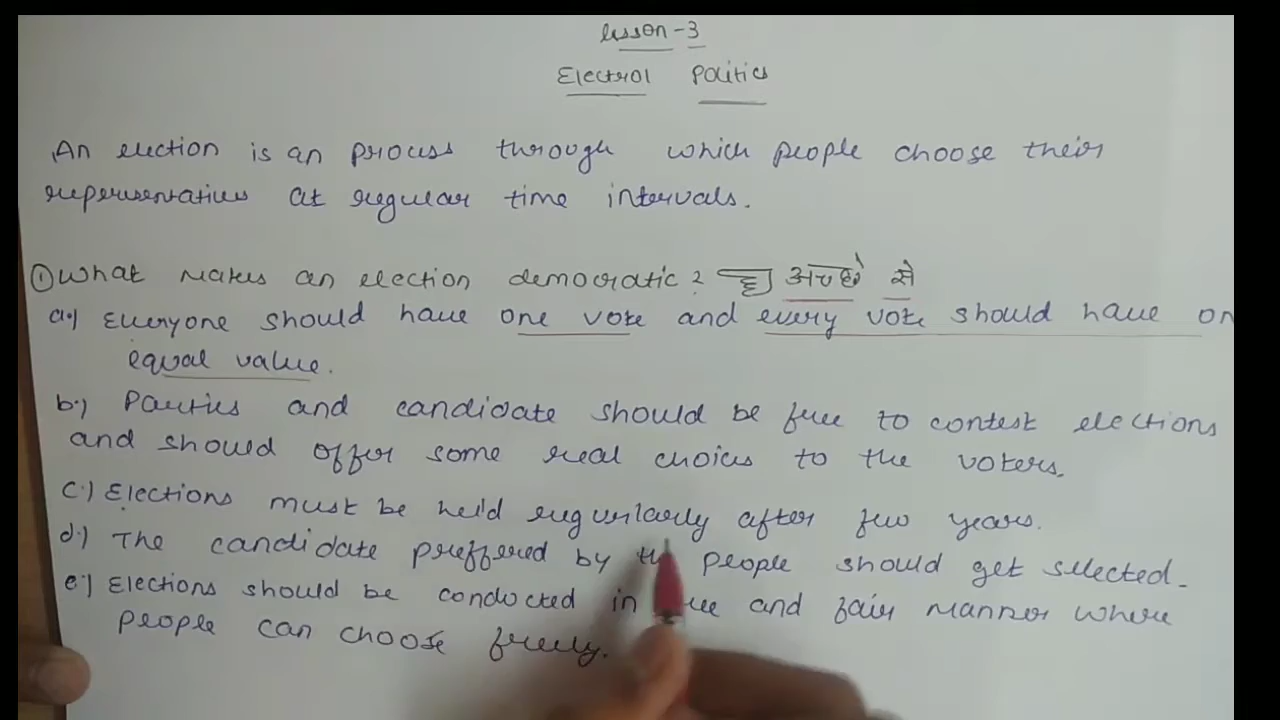 Lesson-3
Electrol Politics
An election is an process through which people choose their
representatives at regular time intervals.
① What makes an election democratic?
a.) Everyone should have one vote and every vote should have an
equal value.
b.) Parties and candidate should be free to contest elections
and should offer some real choices to the voters.
c.) Elections must be held regularly after few years.
d.) The candidate preffered by the people should get selected.
e.) Elections should be conducted in and fair manner where
people can choose freely.